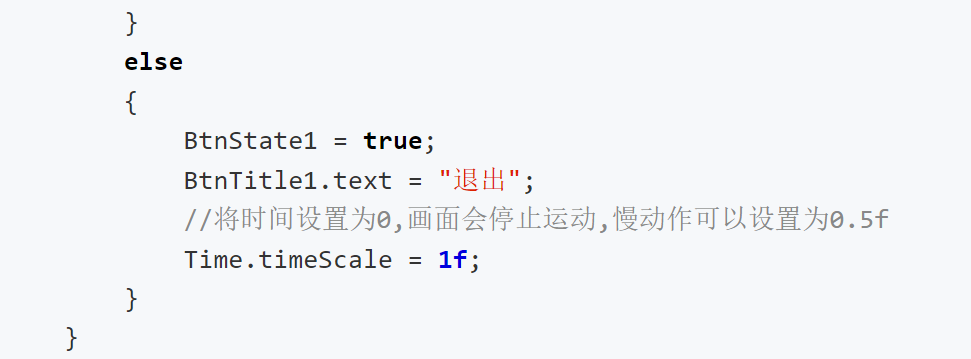 }
else
{
BtnState1 = true;
BtnTitle1.text = "退出";
//将时间设置为0,画面会停止运动,慢动作可以设置为0.5f
Time.timeScale = 1f;
}
}